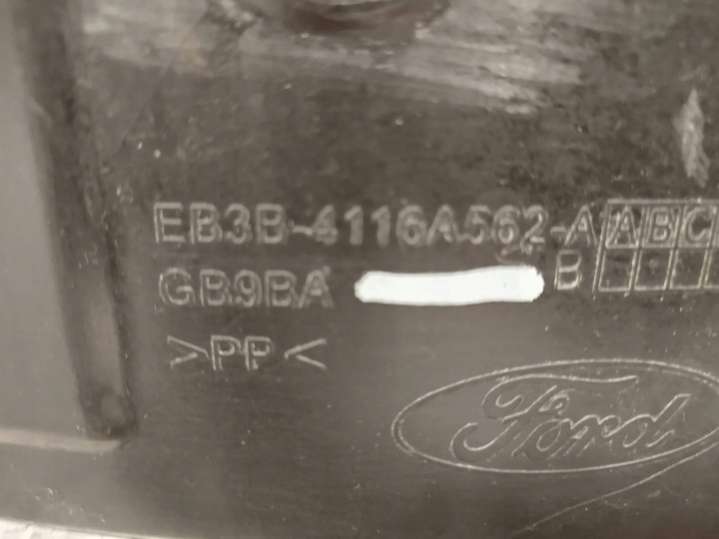 EB3B-4116A562-A ABC
GB9BA B
>PP<
Ford